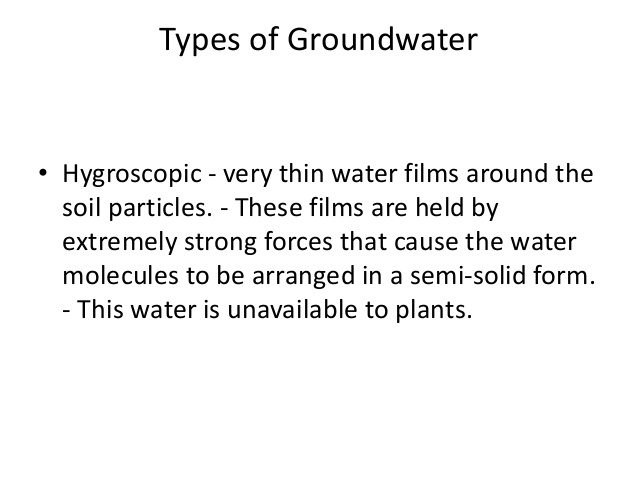 Types of Groundwater
• Hygroscopic - very thin water films around the
soil particles. - These films are held by
extremely strong forces that cause the water
molecules to be arranged in a semi-solid form.
- This water is unavailable to plants.